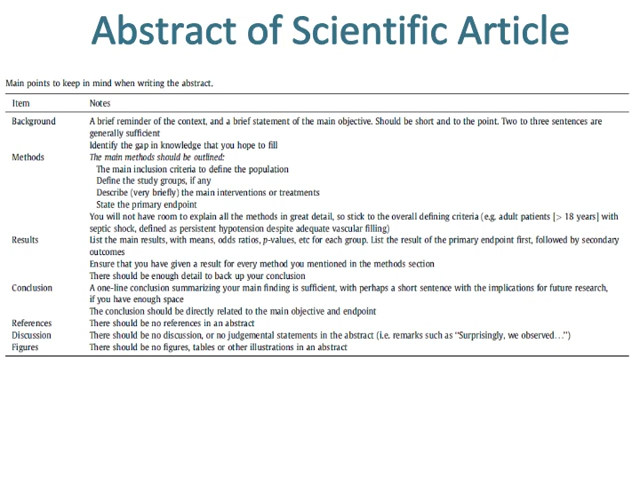 Abstract of Scientific Article
Main points to keep in mind when writing the abstract.
Item Notes
Background A brief reminder of the context, and a brief statement of the main objective. Should be short and to the point. Two to three sentences are
generally sufficient
Identify the gap in knowledge that you hope to fill
Methods The main methods should be outlined:
The main inclusion criteria to define the population
Define the study groups, if any
Describe (very briefly) the main interventions or treatments
State the primary endpoint
You will not have room to explain all the methods in great detail, so stick to the overall defining criteria (e.g. adult patients [> 18 years] with
septic shock, defined as persistent hypotension despite adequate vascular filling)
Results List the main results, with means, odds ratios, p-values, etc for each group. List the result of the primary endpoint first, followed by secondary
outcomes
Ensure that you have given a result for every method you mentioned in the methods section
There should be enough detail to back up your conclusion
Conclusion A one-line conclusion summarizing your main finding is sufficient, with perhaps a short sentence with the implications for future research,
if you have enough space
The conclusion should be directly related to the main objective and endpoint
References There should be no references in an abstract
Discussion There should be no discussion, or no judgemental statements in the abstract (i.e. remarks such as "Surprisingly, we observed…")
Figures There should be no figures, tables or other illustrations in an abstract